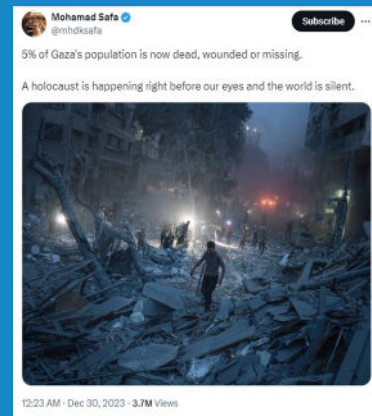 Mohamad Safa
@mhdksafa
Subscribe
5% of Gaza's population is now dead, wounded or missing.
A holocaust is happening right before our eyes and the world is silent.
12:23 AM · Dec 30, 2023 · 3.7M Views